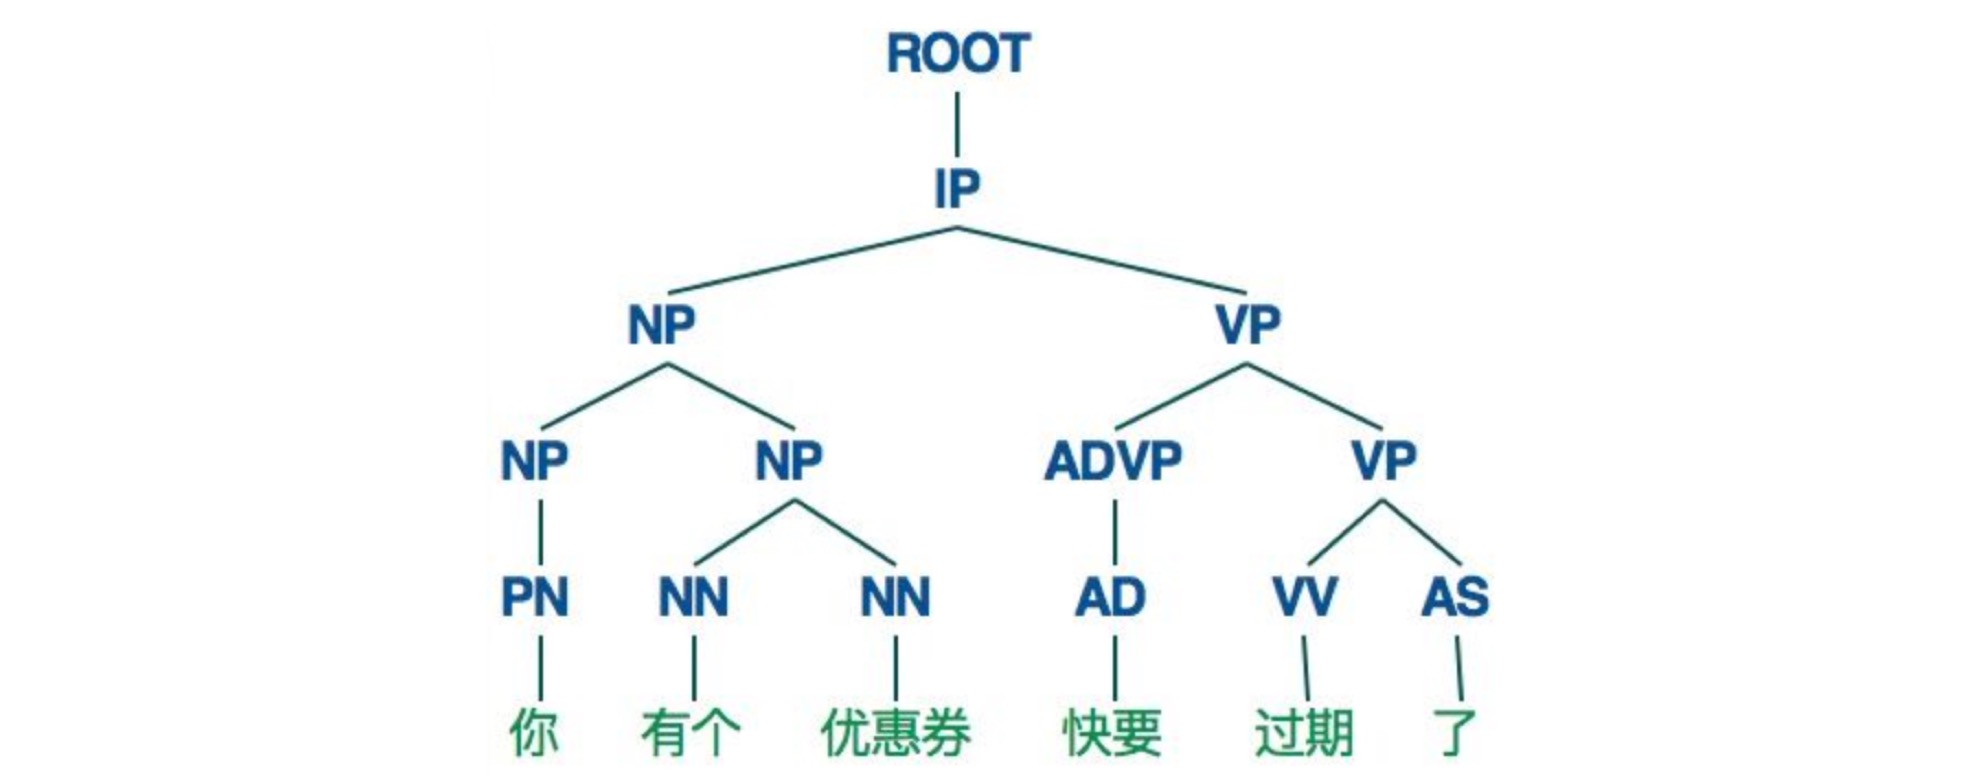 ROOT
IP
NP VP
NP NP ADVP VP
PN NN NN AD VV AS
你 有个 优惠券 快要 过期 了